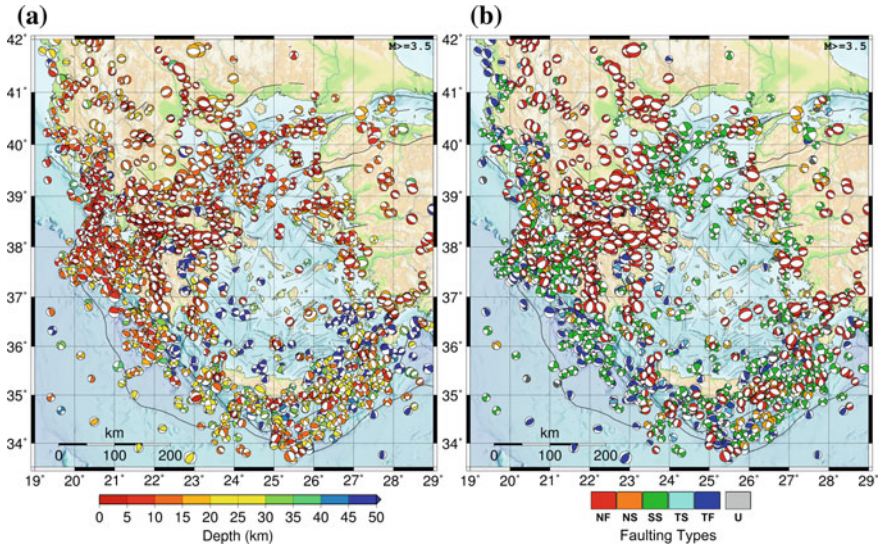 (a) (b)
M>=3.5 M>=3.5
42° 42°
41° 41°
40° 40°
39° 39°
38° 38°
37° 37°
36° 36°
35° 35°
34° 34°
km km
0 100 200 0 100 200
19° 20° 21° 22° 23° 24° 25° 26° 27° 28° 29° 19° 20° 21° 22° 23° 24° 25° 26° 27° 28° 29°
0 5 10 15 20 25 30 35 40 45 50
Depth (km)
NF NS SS TS TF U
Faulting Types